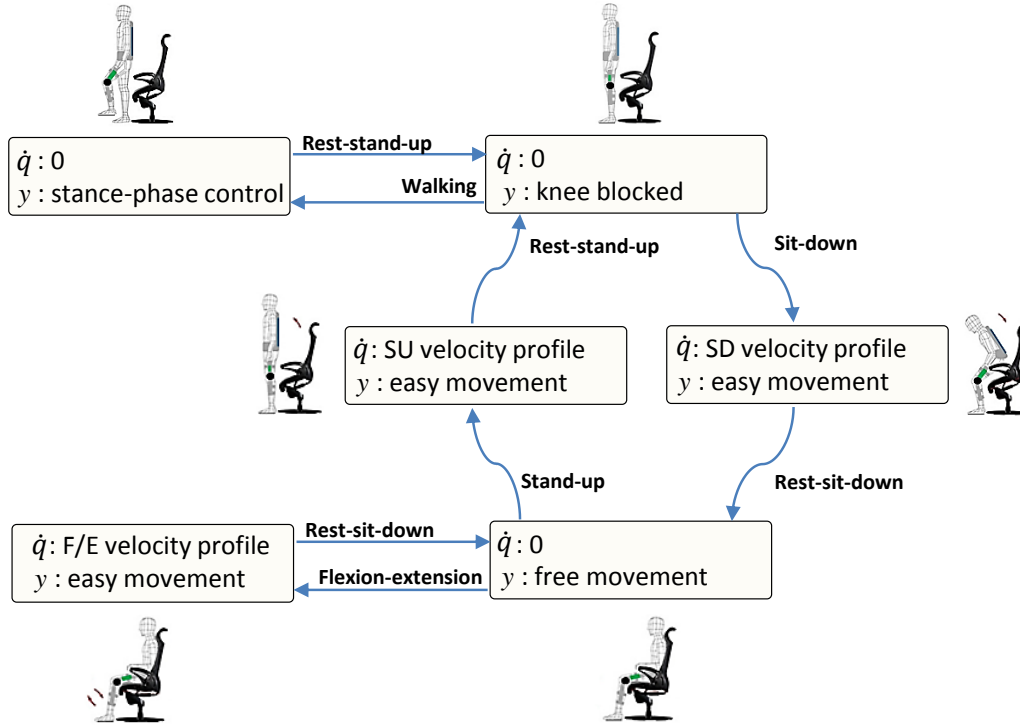 Rest-stand-up
q̇ : 0
y : stance-phase control
q̇ : 0
y : knee blocked
Walking
Rest-stand-up
Sit-down
q̇: SU velocity profile
y : easy movement
q̇: SD velocity profile
y : easy movement
Stand-up
Rest-sit-down
q̇: F/E velocity profile
y : easy movement
Rest-sit-down
q̇ : 0
y : free movement
Flexion-extension